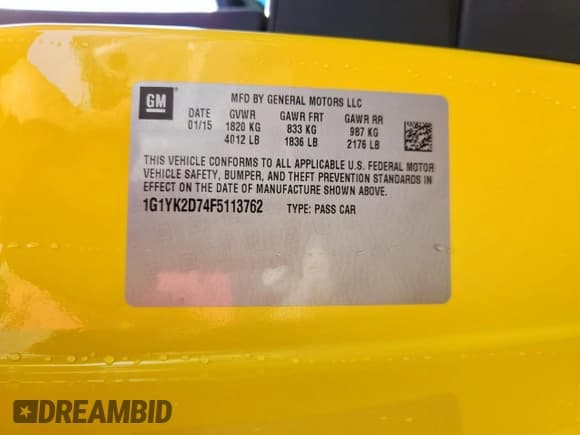 GM MFD BY GENERAL MOTORS LLC
DATE GVWR GAWR FRT GAWR RR
01/15 1820 KG 833 KG 987 KG
4012 LB 1836 LB 2176 LB
THIS VEHICLE CONFORMS TO ALL APPLICABLE U.S. FEDERAL MOTOR
VEHICLE SAFETY, BUMPER, AND THEFT PREVENTION STANDARDS IN
EFFECT ON THE DATE OF MANUFACTURE SHOWN ABOVE.
1G1YK2D74F5113762 TYPE: PASS CAR
DREAMBID